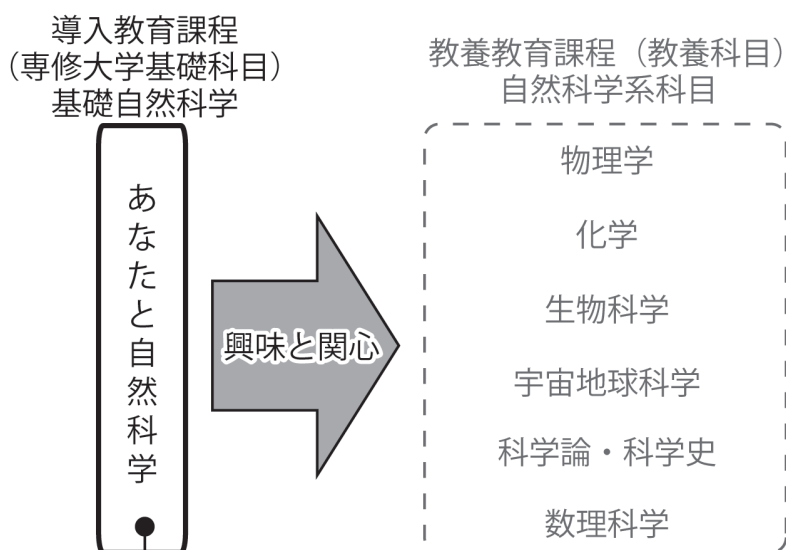 導入教育課程
（専修大学基礎科目）
基礎自然科学
あなたと自然科学
興味と関心
教養教育課程（教養科目）
自然科学系科目
物理学
化学
生物科学
宇宙地球科学
科学論・科学史
数理科学